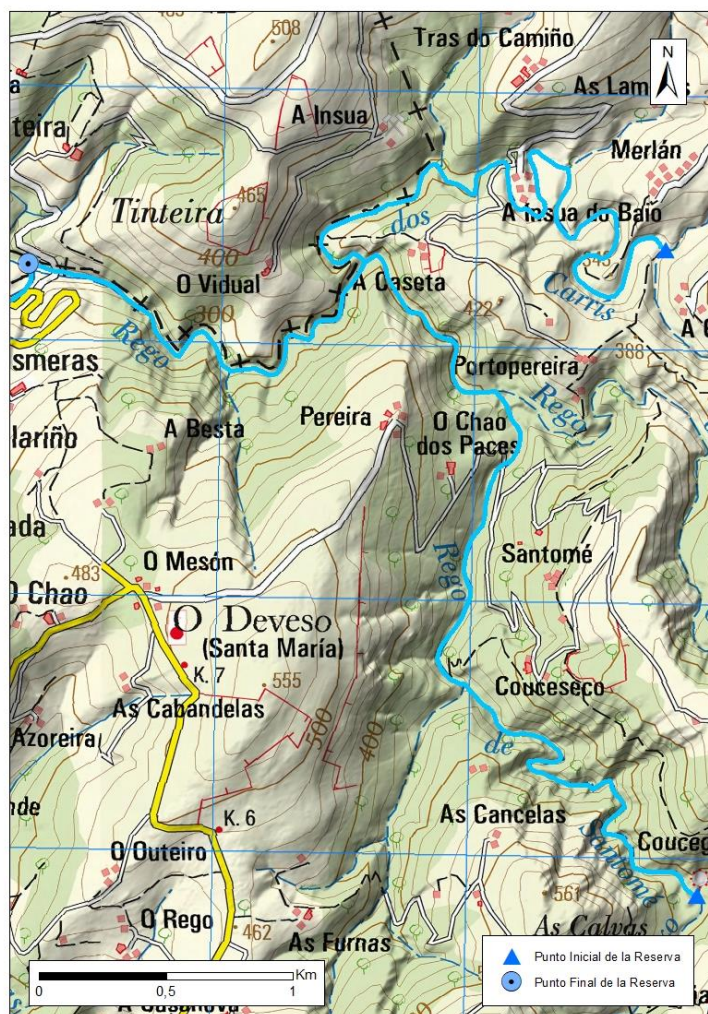 508
Tras do Camiño
N
As Lam
A Insua
Merlán
teira
Tinteira
465
dos
A Insua do Baio
400
O Vidual
A Caseta
Carris
300
422
Rego
Portopereira
388
smeras
Rego
Pereira
O Chao
dos Paces
A Besta
lariño
ada
O Mesón
Rego
Santomé
483
O Chao
O Deveso
(Santa María)
K. 7
555
Couceseco
As Cabandelas
500
400
Azoreira
de
nde
K. 6
As Cancelas
Santomé
Couceg
O Outeiro
561
O Rego
462
As Furnas
As Calvas
Km
0
0,5
1
Punto Inicial de la Reserva
Punto Final de la Reserva